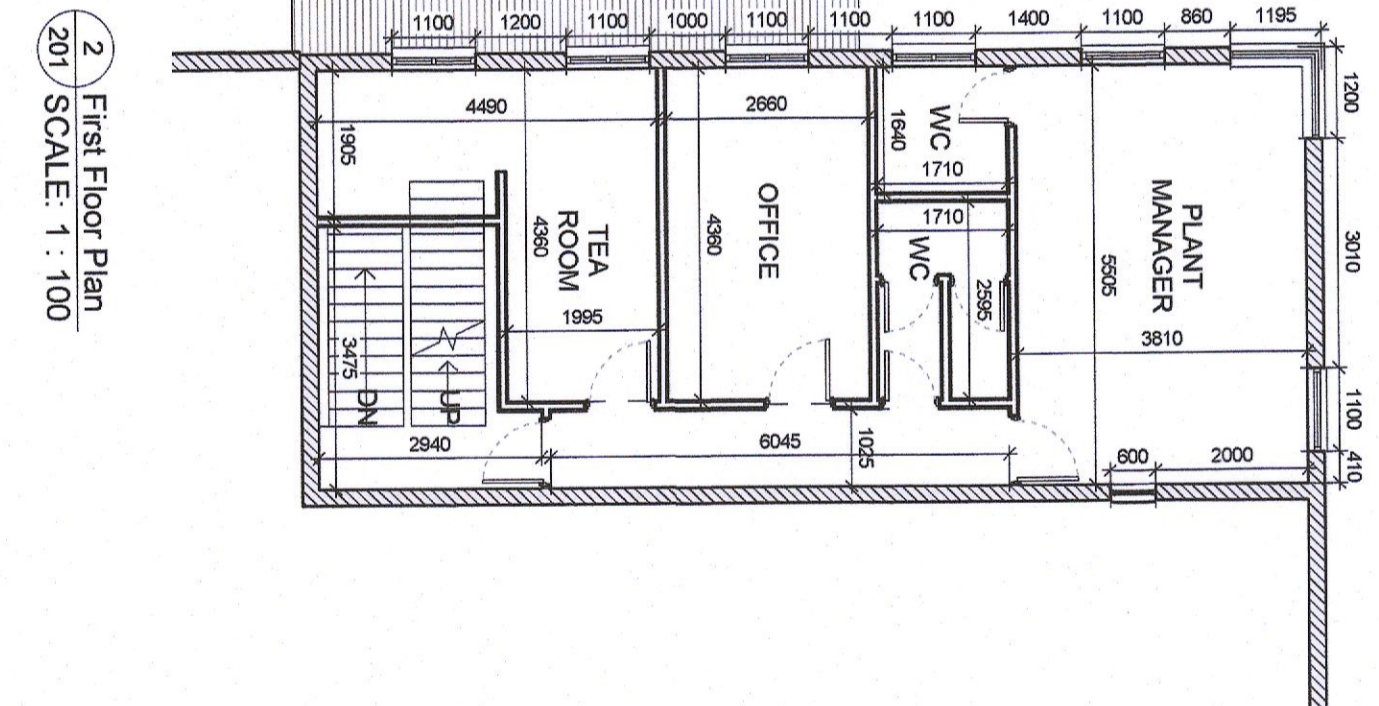 1100 1200 1100 1000 1100 1100 1100 1400 1100 860 1195
1200
3010
1100
410
4490
1905
2660
1640
WC
1710
1710
WC
2595
OFFICE
4360
TEA
ROOM
4360
1995
PLANT
MANAGER
5505
3810
3475
DN
UP
2940
6045
1025
600
2000
2
201
First Floor Plan
SCALE: 1 : 100